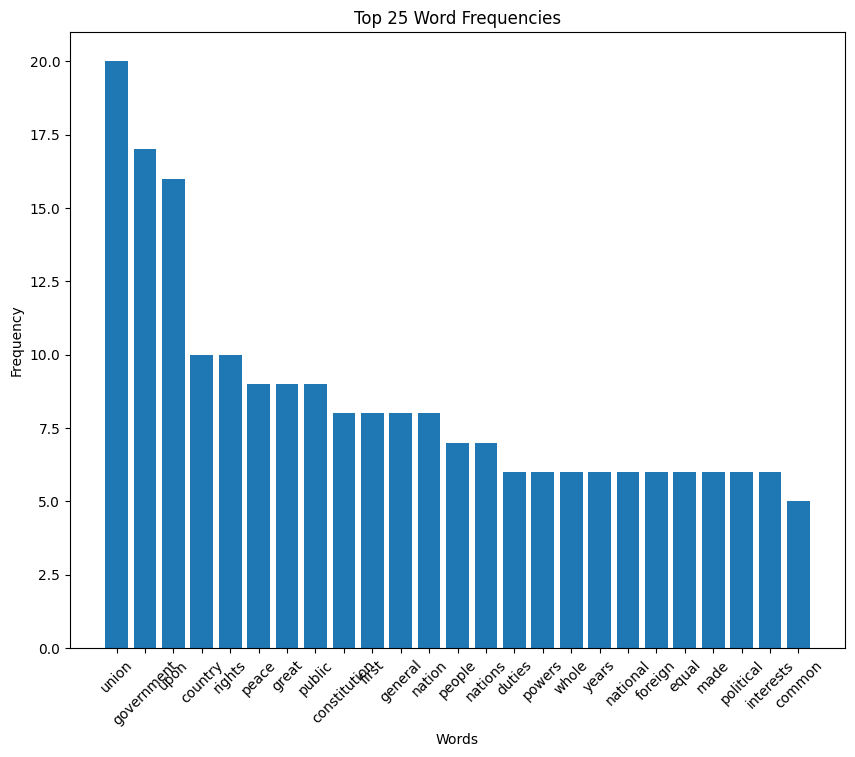 Top 25 Word Frequencies
Frequency
20.0
17.5
15.0
12.5
10.0
7.5
5.0
2.5
0.0
union
government
upon
country
rights
peace
great
public
constitution
first
general
nation
people
nations
duties
powers
whole
years
national
foreign
equal
made
political
interests
common
Words